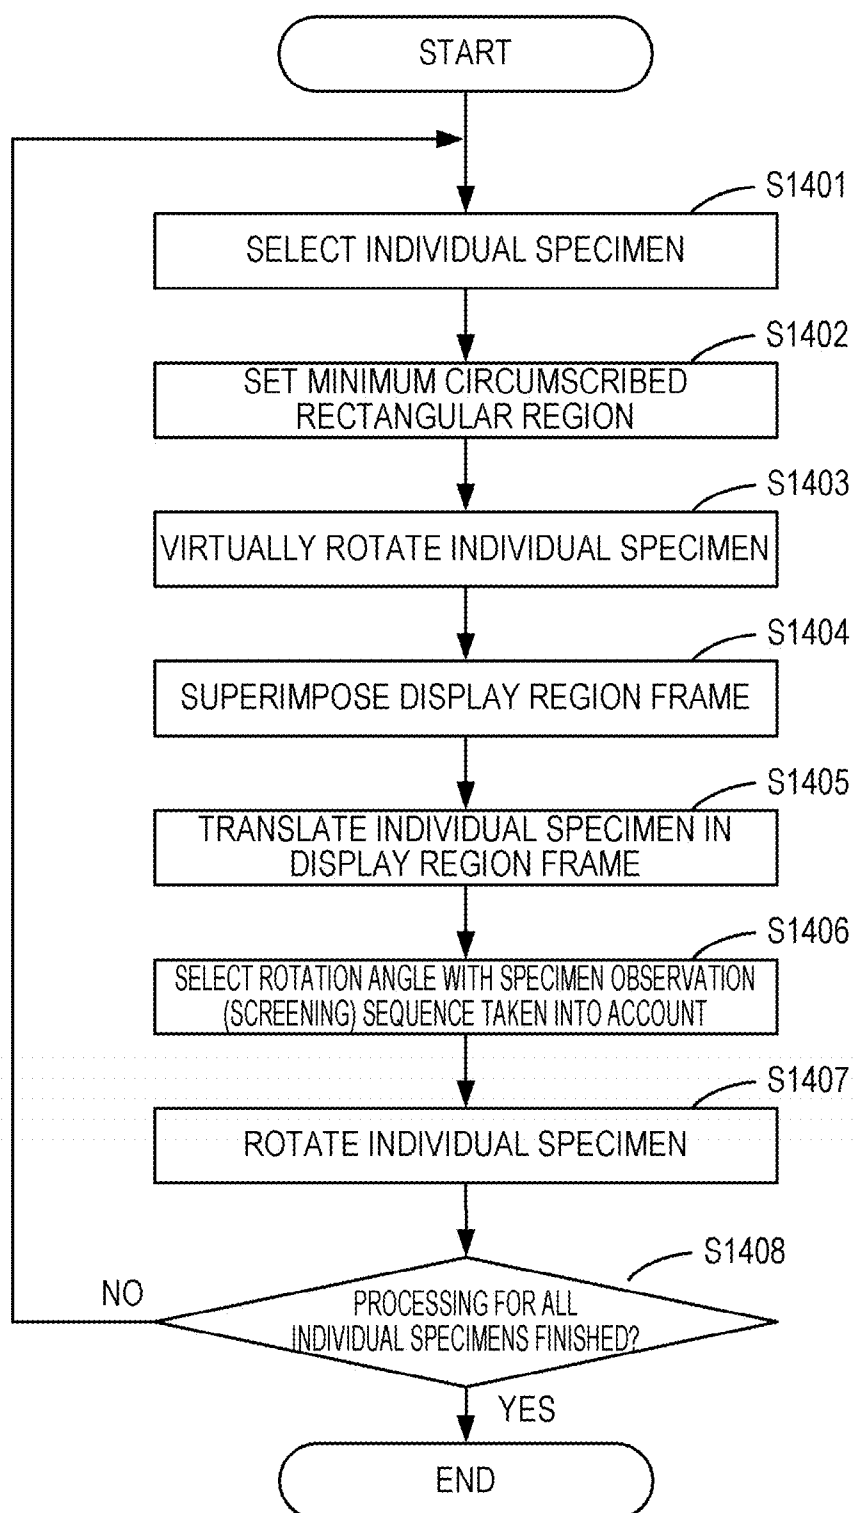 START
S1401
SELECT INDIVIDUAL SPECIMEN
S1402
SET MINIMUM CIRCUMSCRIBED
RECTANGULAR REGION
S1403
VIRTUALLY ROTATE INDIVIDUAL SPECIMEN
S1404
SUPERIMPOSE DISPLAY REGION FRAME
S1405
TRANSLATE INDIVIDUAL SPECIMEN IN
DISPLAY REGION FRAME
S1406
SELECT ROTATION ANGLE WITH SPECIMEN OBSERVATION
(SCREENING) SEQUENCE TAKEN INTO ACCOUNT
S1407
ROTATE INDIVIDUAL SPECIMEN
S1408
NO
PROCESSING FOR ALL
INDIVIDUAL SPECIMENS FINISHED?
YES
END